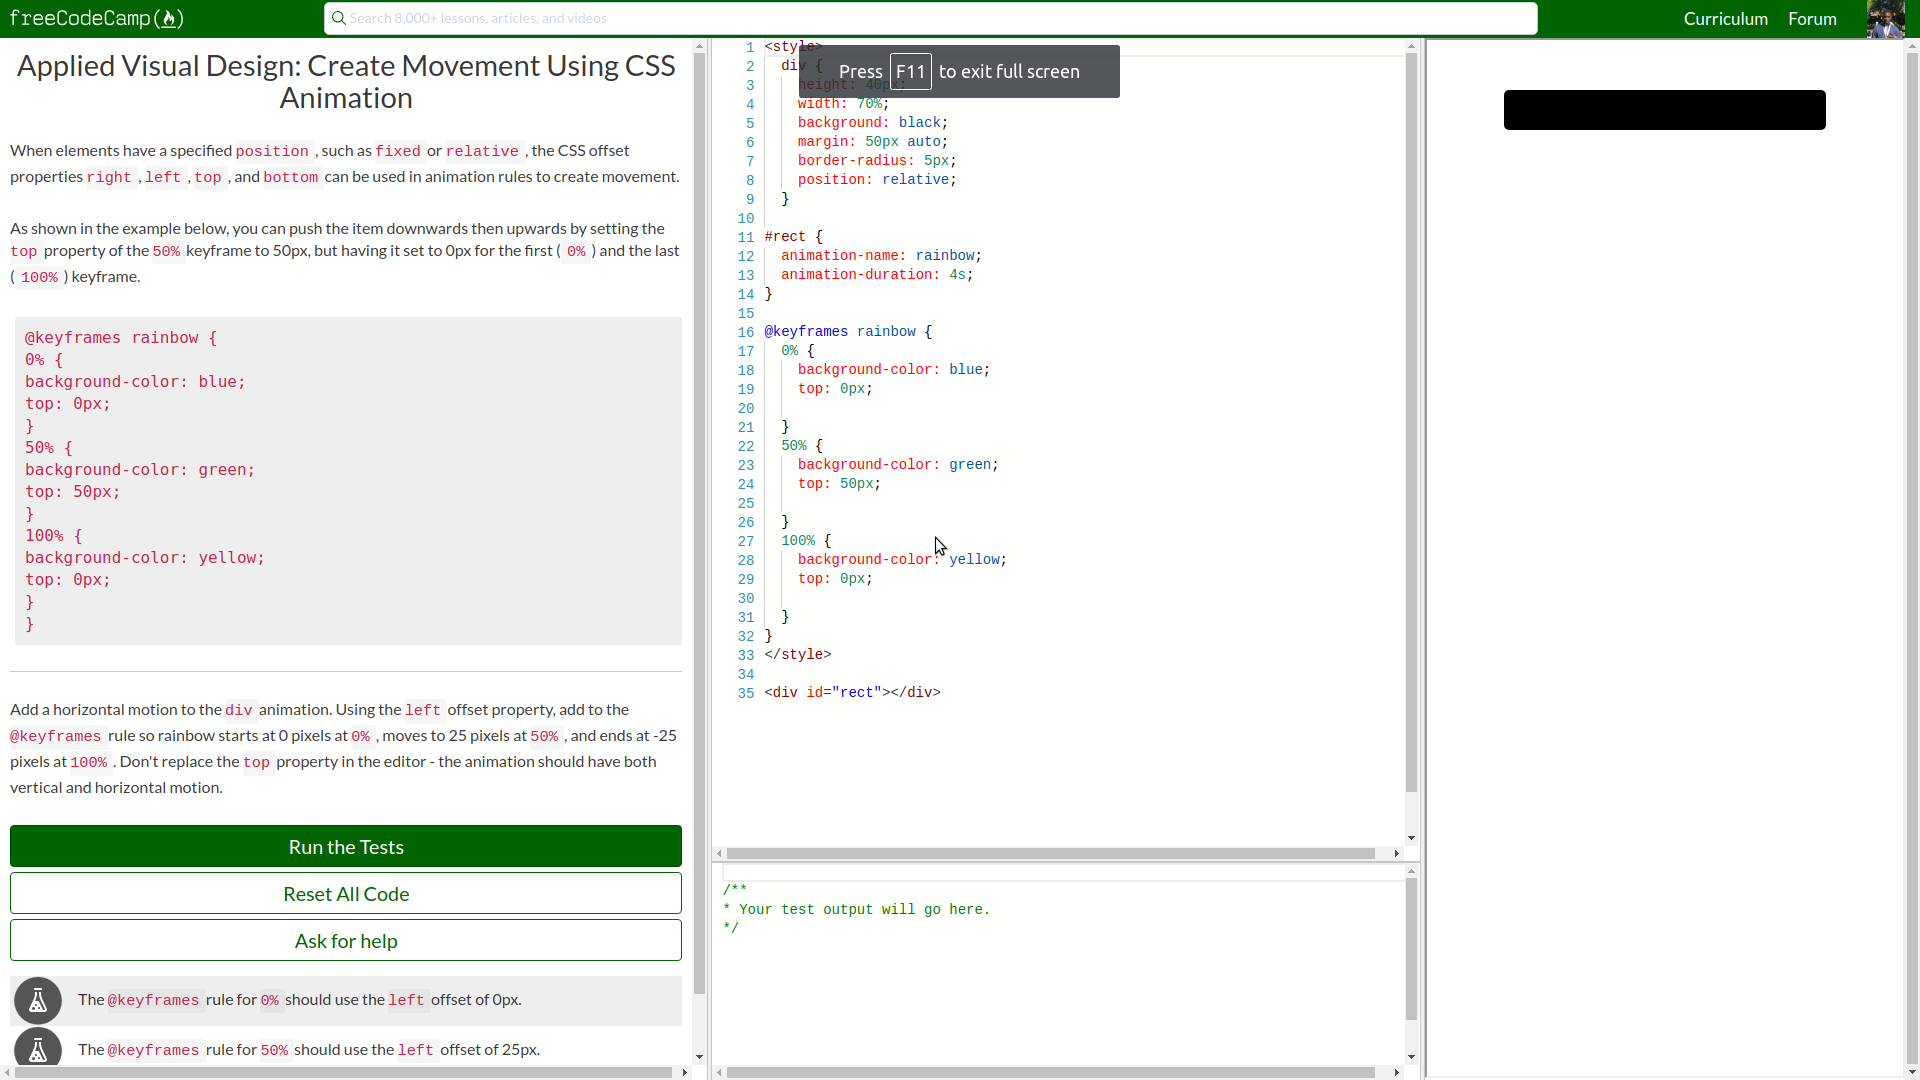 freeCodeCamp
Search 8,000+ lessons, articles, and videos
Curriculum
Forum
Applied Visual Design: Create Movement Using CSS
Animation
When elements have a specified position , such as fixed or relative , the CSS offset
properties right , left , top , and bottom can be used in animation rules to create movement.
As shown in the example below, you can push the item downwards then upwards by setting the
top property of the 50% keyframe to 50px, but having it set to 0px for the first ( 0% ) and the last
( 100% ) keyframe.
@keyframes rainbow {
0% {
background-color: blue;
top: 0px;
}
50% {
background-color: green;
top: 50px;
}
100% {
background-color: yellow;
top: 0px;
}
}
Add a horizontal motion to the div animation. Using the left offset property, add to the
@keyframes rule so rainbow starts at 0 pixels at 0% , moves to 25 pixels at 50% , and ends at -25
pixels at 100% . Don't replace the top property in the editor - the animation should have both
vertical and horizontal motion.
Run the Tests
Reset All Code
Ask for help
The @keyframes rule for 0% should use the left offset of 0px.
The @keyframes rule for 50% should use the left offset of 25px.
Press F11 to exit full screen
1 <style>
2 div {
3 height: 40px;
4 width: 70%;
5 background: black;
6 margin: 50px auto;
7 border-radius: 5px;
8 position: relative;
9 }
10
11 #rect {
12 animation-name: rainbow;
13 animation-duration: 4s;
14 }
15
16 @keyframes rainbow {
17 0% {
18 background-color: blue;
19 top: 0px;
20
21 }
22 50% {
23 background-color: green;
24 top: 50px;
25
26 }
27 100% {
28 background-color: yellow;
29 top: 0px;
30
31 }
32 }
33 </style>
34
35 <div id="rect"></div>
/**
* Your test output will go here.
*/